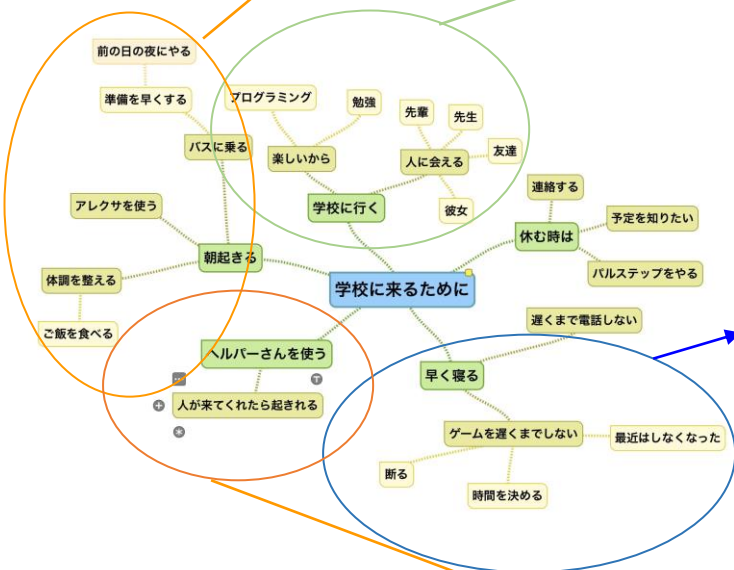 前の日の夜にやる
準備を早くする
バスに乗る
アレクサを使う
朝起きる
体調を整える
ご飯を食べる
プログラミング
勉強
楽しいから
先輩
先生
友達
人に会える
彼女
学校に行く
連絡する
予定を知りたい
休む時は
パルステップをやる
学校に来るために
ヘルパーさんを使う
人が来てくれたら起きれる
遅くまで電話しない
早く寝る
ゲームを遅くまでしない
最近はしなくなった
断る
時間を決める